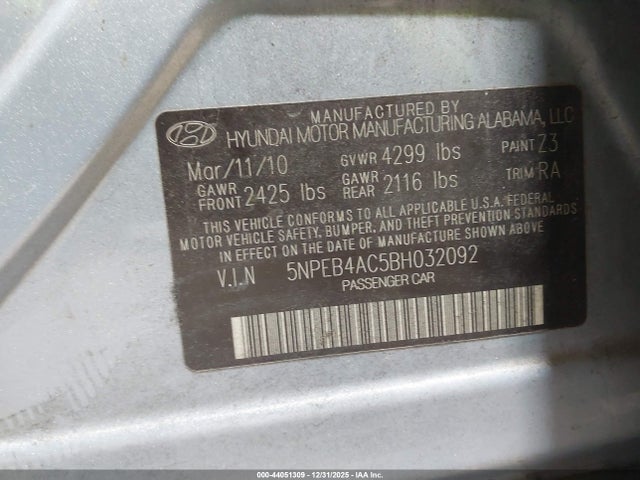 MANUFACTURED BY
HYUNDAI MOTOR MANUFACTURING ALABAMA, LLC
Mar/11/10 GVWR 4299 lbs PAINT Z3
GAWR FRONT 2425 lbs GAWR REAR 2116 lbs TRIM RA
THIS VEHICLE CONFORMS TO ALL APPLICABLE U.S.A. FEDERAL
MOTOR VEHICLE SAFETY, BUMPER, AND THEFT PREVENTION STANDARDS
IN EFFECT ON THE DATE OF MANUFACTURE SHOWN ABOVE.
V.I.N 5NPEB4AC5BH032092
PASSENGER CAR
000-44051309 - 12/31/2025 - IAAI.COM